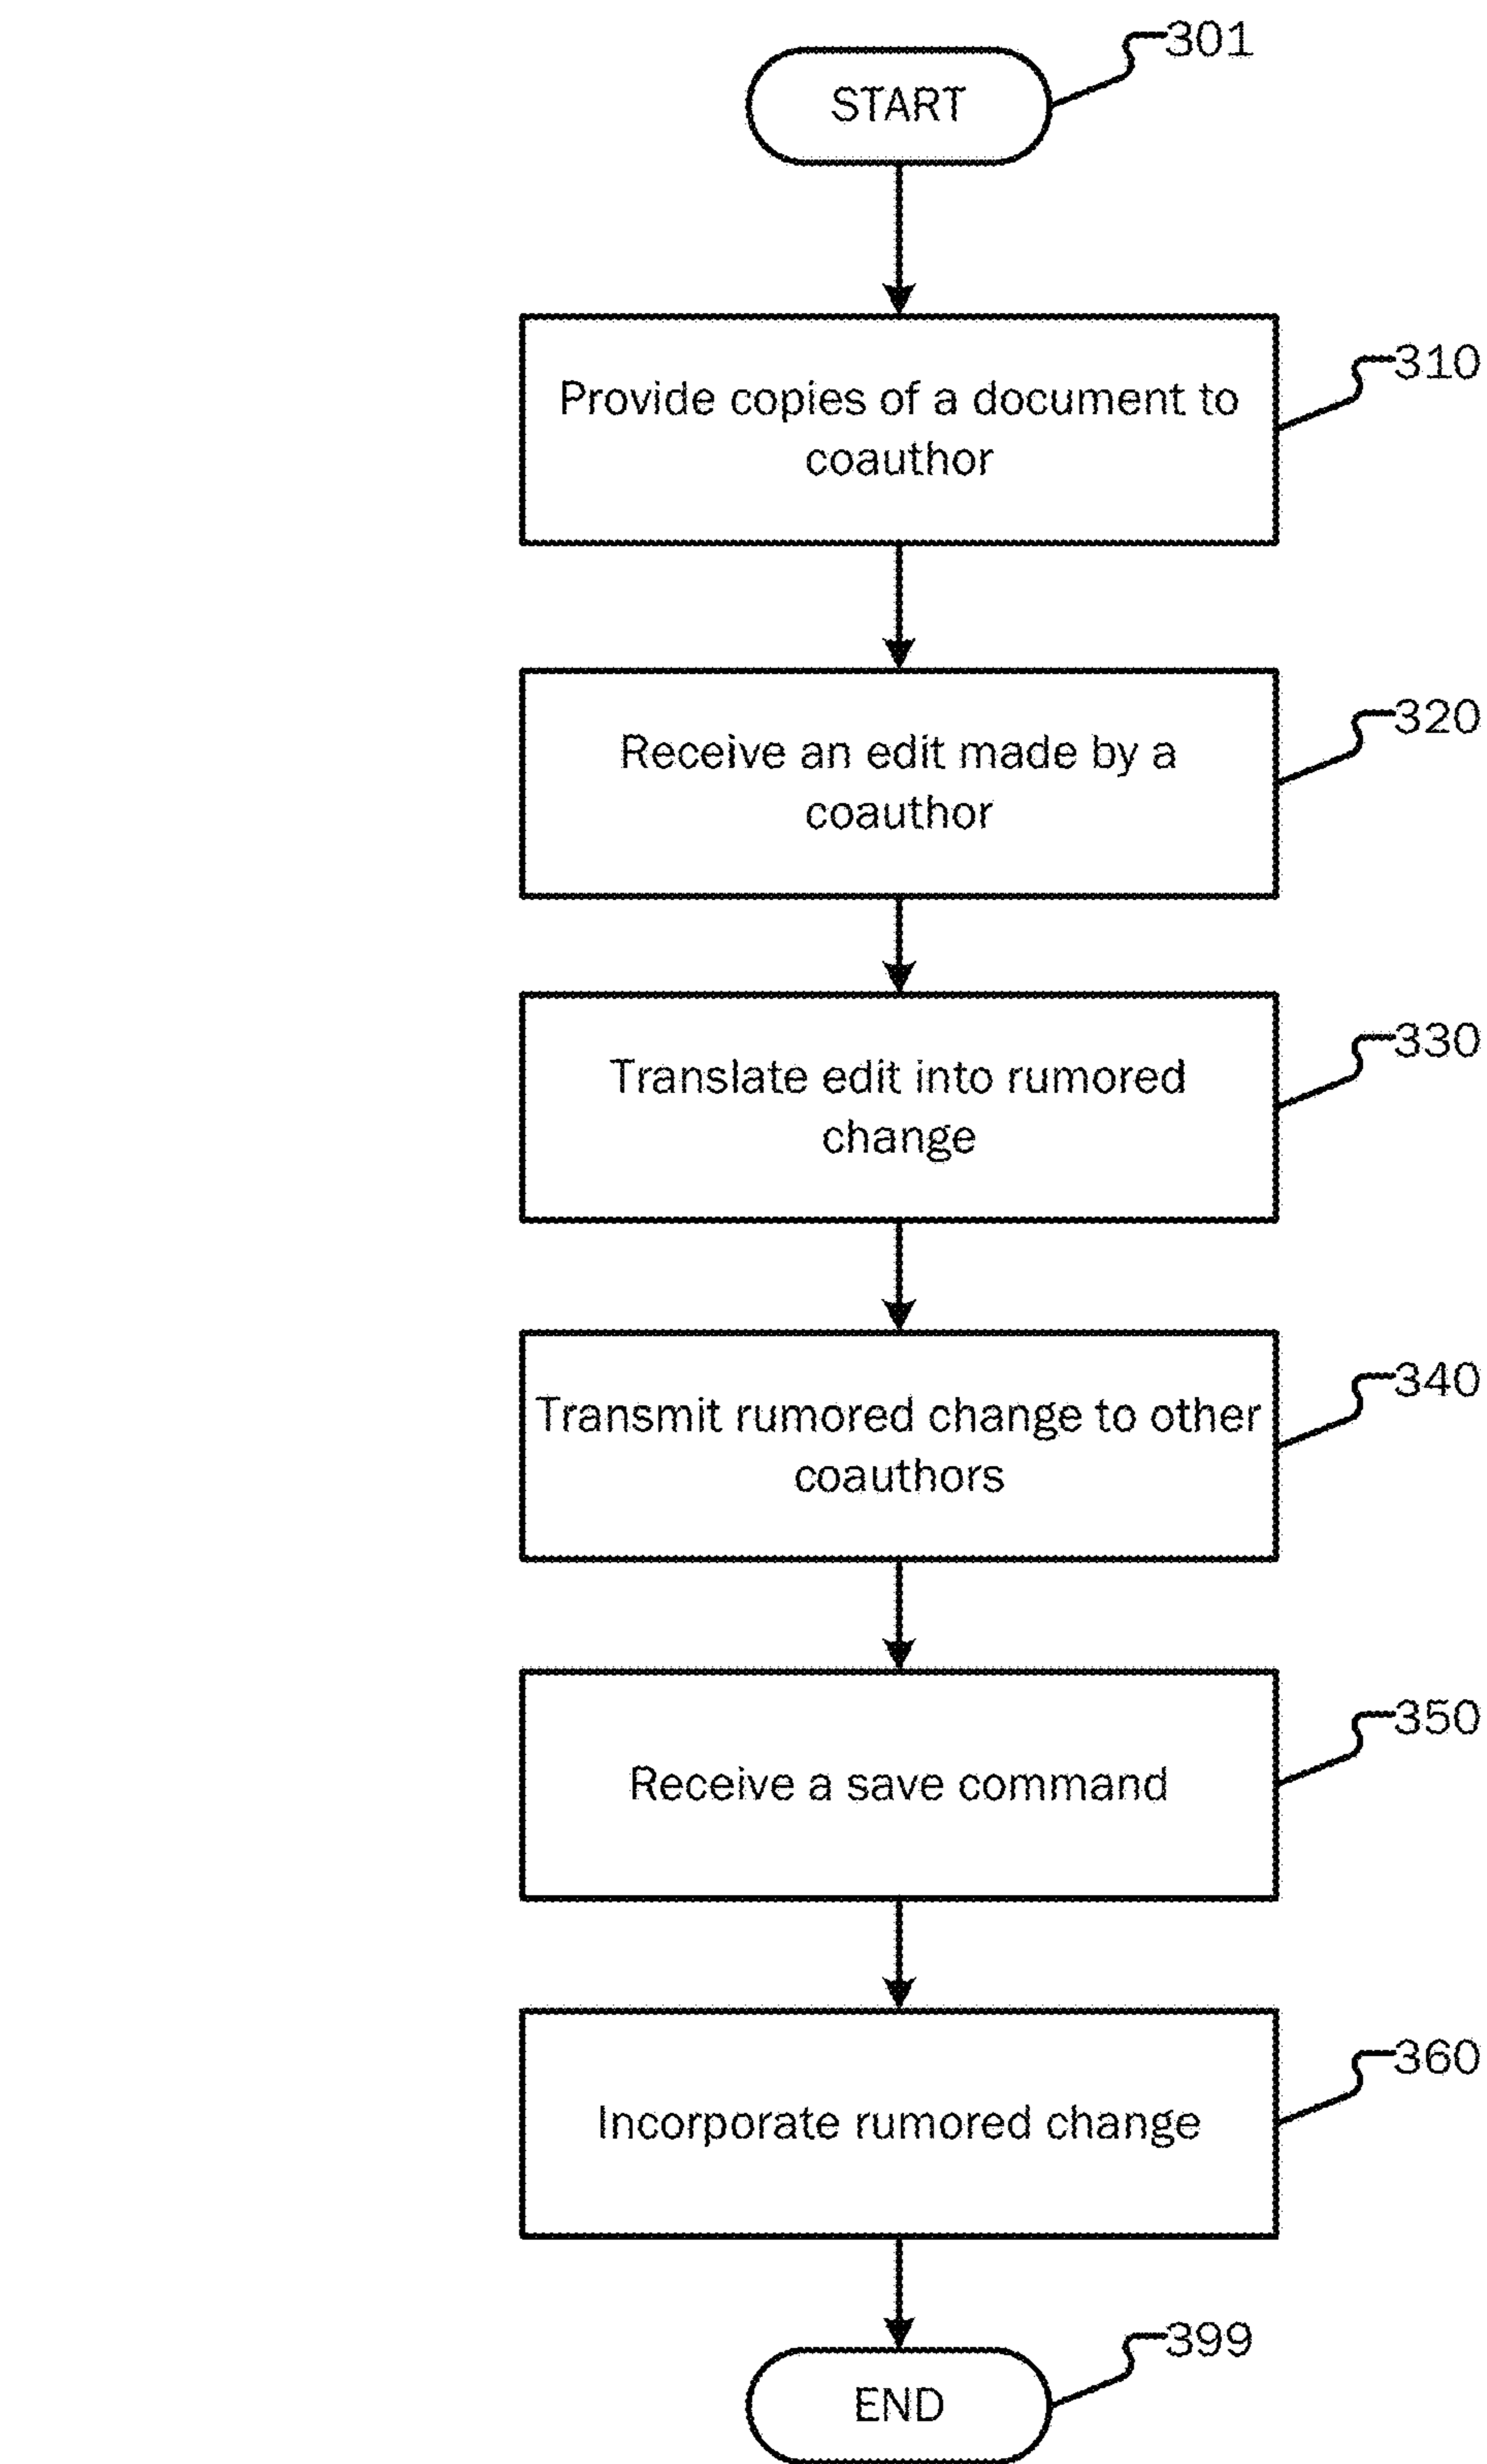 START
301
Provide copies of a document to
coauthor
310
Receive an edit made by a
coauthor
320
Translate edit into rumored
change
330
Transmit rumored change to other
coauthors
340
Receive a save command
350
Incorporate rumored change
360
END
399